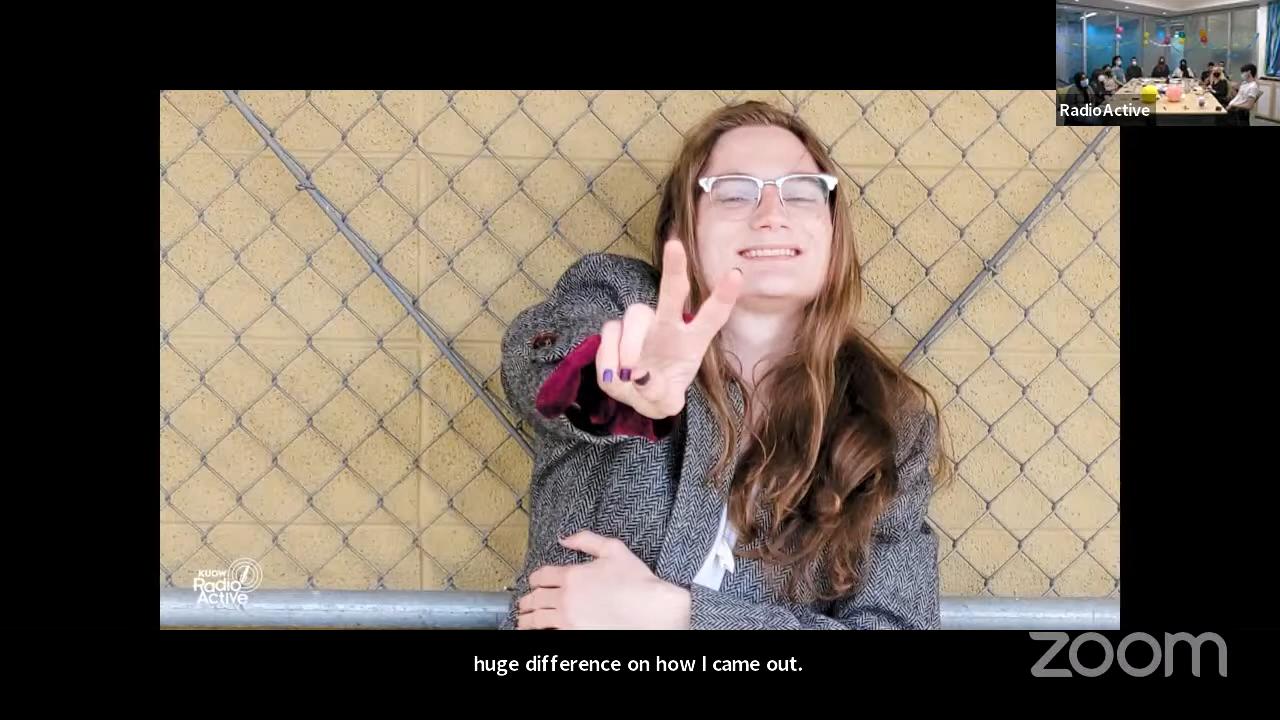 RadioActive
KUOW
Radio
Active
huge difference on how I came out.
zoom